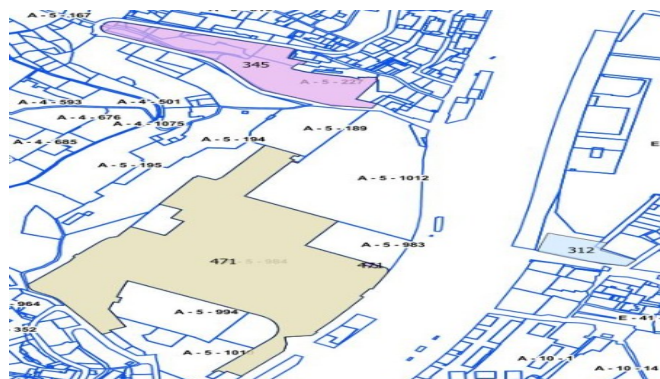 A - 5 - 167
345
A - 5 - 227
A - 4 - 593
A - 4 - 501
A - 4 - 676
A - 4 - 1075
A - 5 - 189
A - 4 - 685
A - 5 - 194
A - 5 - 195
A - 5 - 1012
A - 5 - 983
312
471
471
- 964
A - 5 - 994
E - 41
- 352
A - 5 - 101
A - 10 - 1
A - 10 - 14